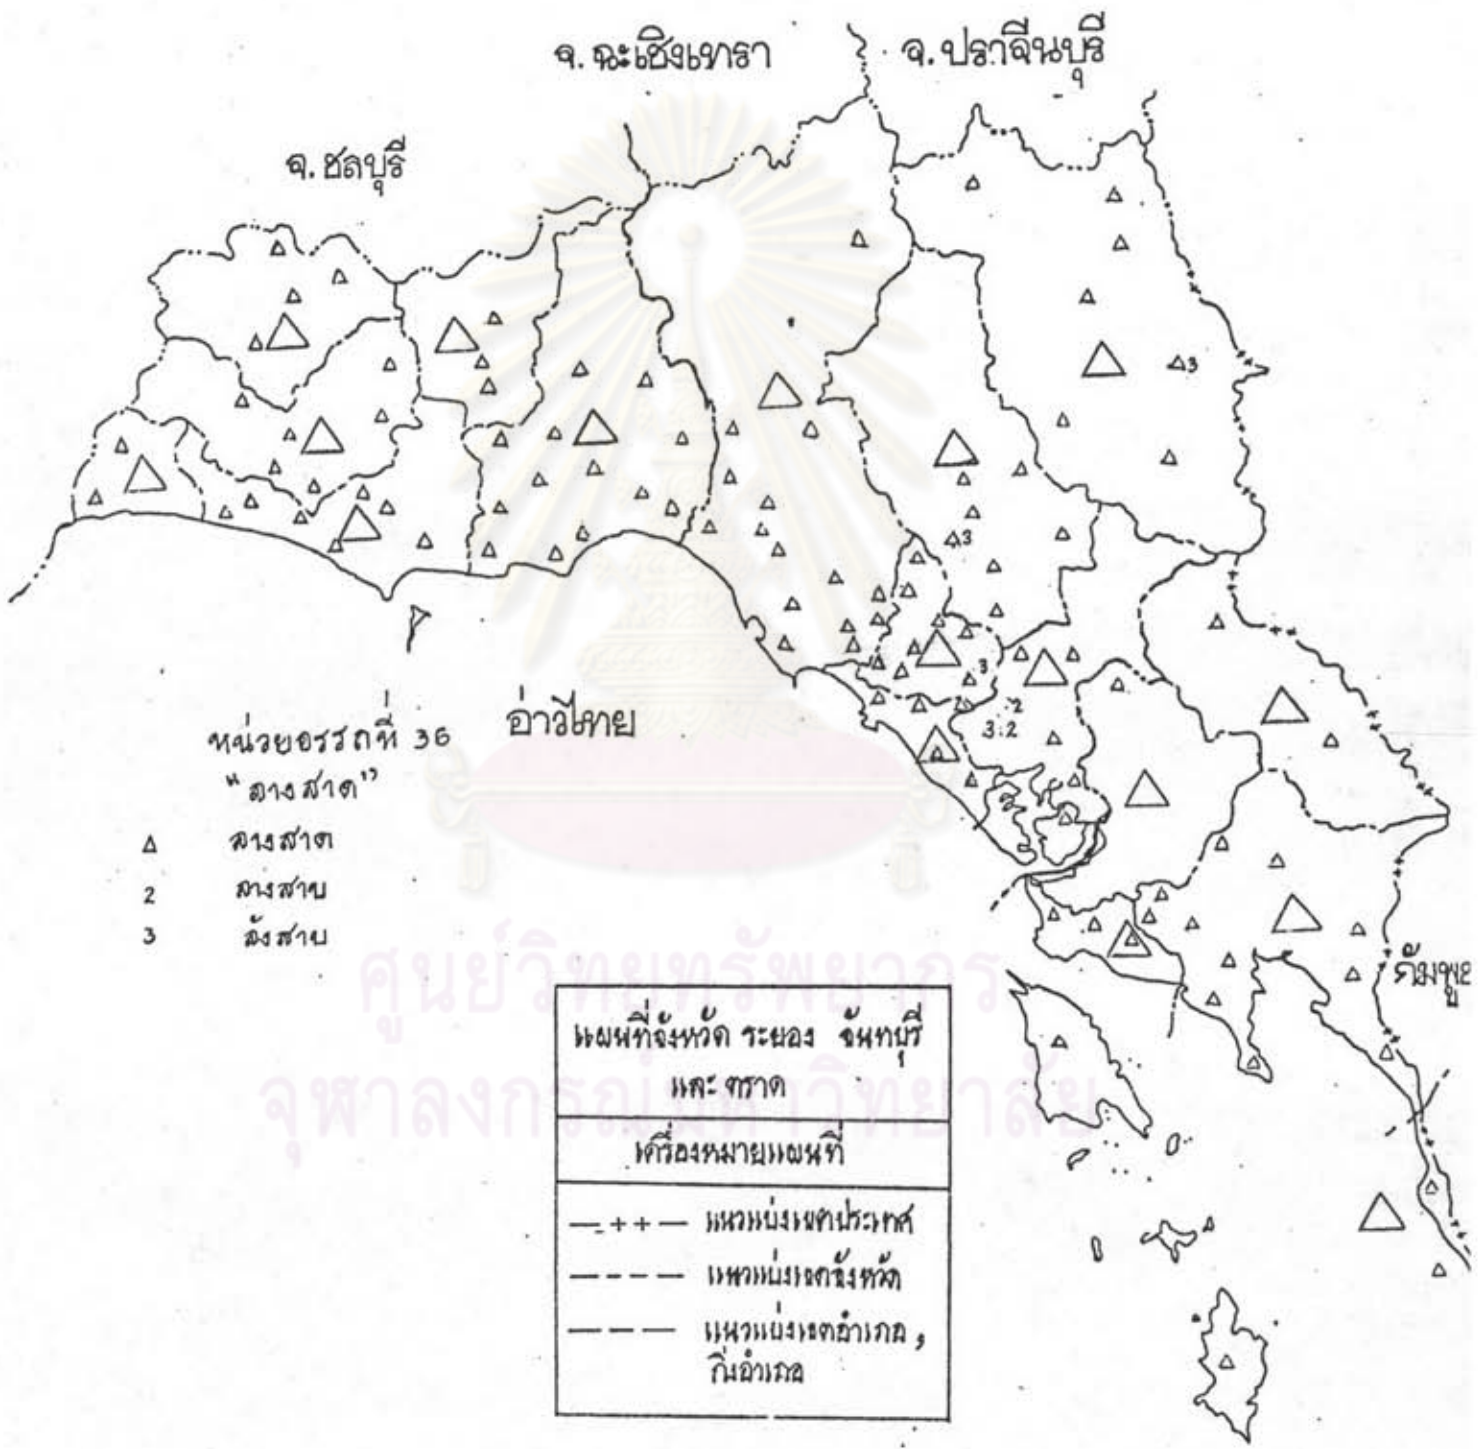 จ.ฉะเชิงเทรา
จ.ปราจีนบุรี
จ.ชลบุรี
3
3
3
2
3.2
อ่าวไทย
หน่วยอรรถที่ 36
"ลางสาด"
△ ลางสาด
2 ลางสาบ
3 ลังสาบ
กัมพูช
ศูนย์วิทยทรัพยากร
จุฬาลงกรณ์มหาวิทยาลัย
แผนที่จังหวัด ระยอง จันทบุรี
และ ตราด
เครื่องหมายแผนที่
แนวแบ่งเขตประเทศ
แนวแบ่งเขตจังหวัด
แนวแบ่งเขตอำเภอ,
กิ่งอำเภอ